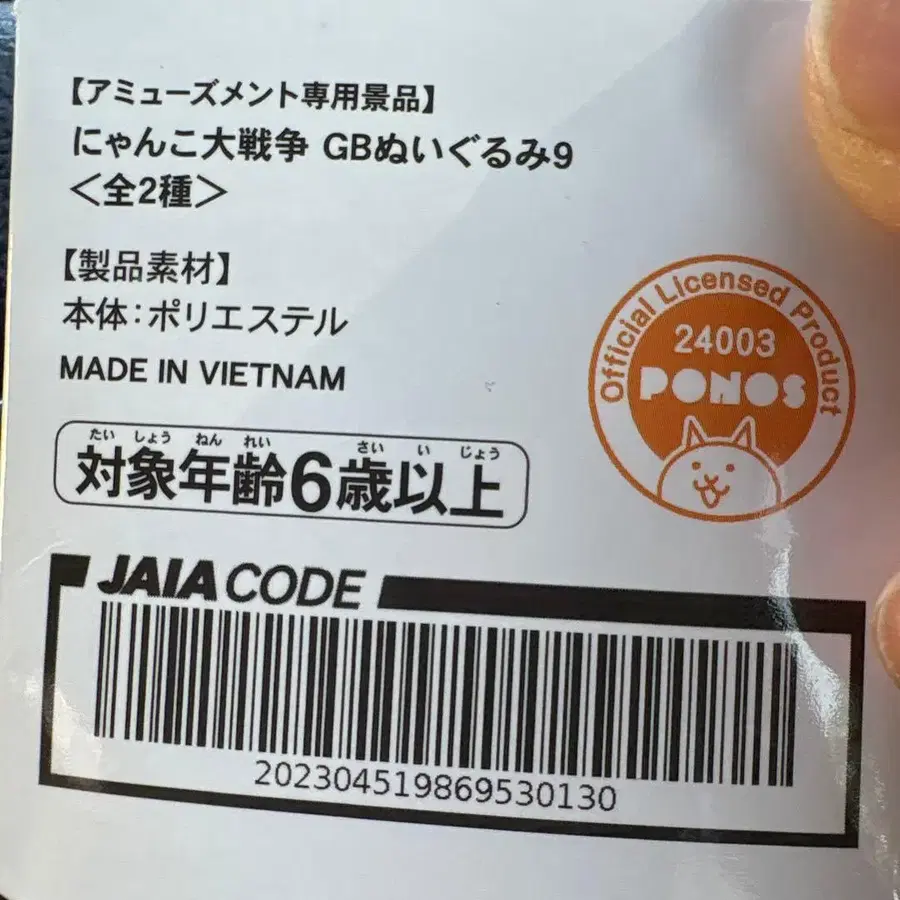 【アミューズメント専用景品】
にゃんこ大戦争 GBぬいぐるみ9
＜全2種＞
【製品素材】
本体：ポリエステル
MADE IN VIETNAM
Official Licensed Product
24003
PONOS
たいしょうねんれい さいいじょう
対象年齢6歳以上
JAIA CODE
202304519869530130